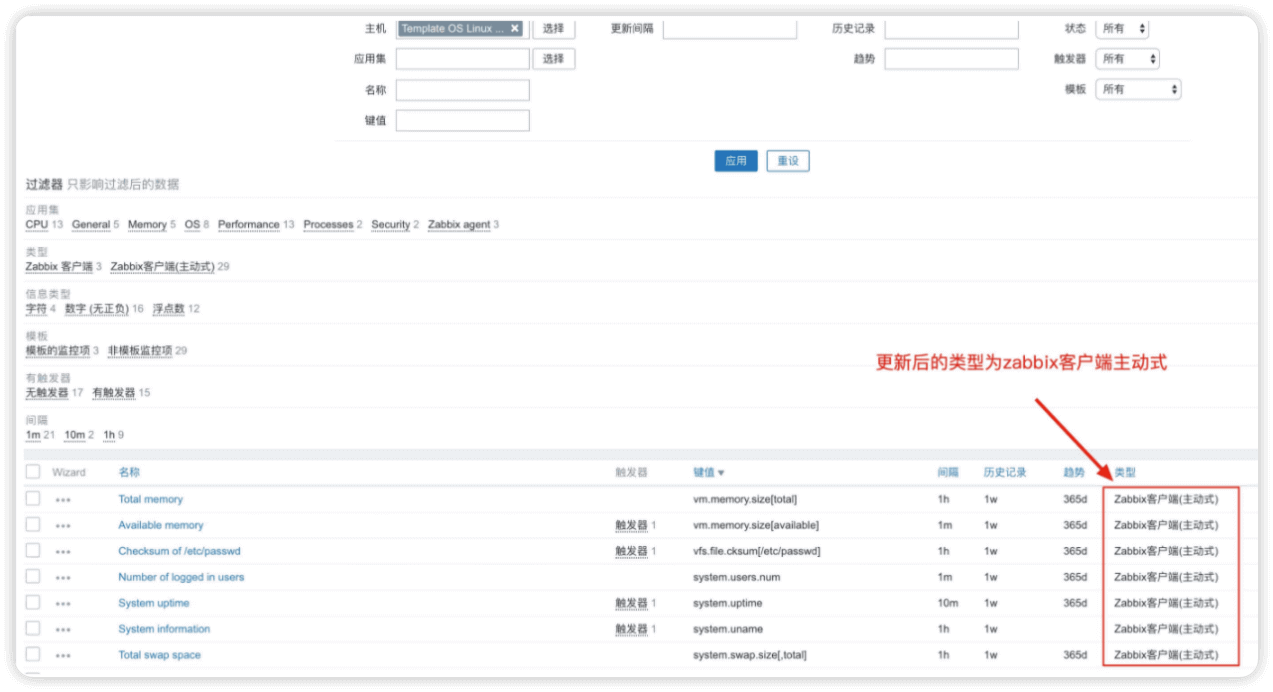 主机 Template OS Linux ... ✕ 选择 更新间隔 历史记录 状态 所有
应用集 选择 趋势 触发器 所有
名称 模板 所有
键值
应用 重设
过滤器 只影响过滤后的数据
应用集
CPU 13 General 5 Memory 5 OS 8 Performance 13 Processes 2 Security 2 Zabbix agent 3
类型
Zabbix 客户端 3 Zabbix客户端(主动式) 29
信息类型
字符 4 数字 (无正负) 16 浮点数 12
模板
模板的监控项 3 非模板监控项 29
有触发器
无触发器 17 有触发器 15
更新后的类型为zabbix客户端主动式
间隔
1m 21 10m 2 1h 9
Wizard 名称 触发器 键值 ▼ 间隔 历史记录 趋势 类型
••• Total memory vm.memory.size[total] 1h 1w 365d Zabbix客户端(主动式)
••• Available memory 触发器 1 vm.memory.size[available] 1m 1w 365d Zabbix客户端(主动式)
••• Checksum of /etc/passwd 触发器 1 vfs.file.cksum[/etc/passwd] 1h 1w 365d Zabbix客户端(主动式)
••• Number of logged in users system.users.num 1m 1w 365d Zabbix客户端(主动式)
••• System uptime 触发器 1 system.uptime 10m 1w 365d Zabbix客户端(主动式)
••• System information 触发器 1 system.uname 1h 1w Zabbix客户端(主动式)
••• Total swap space system.swap.size[,total] 1h 1w 365d Zabbix客户端(主动式)